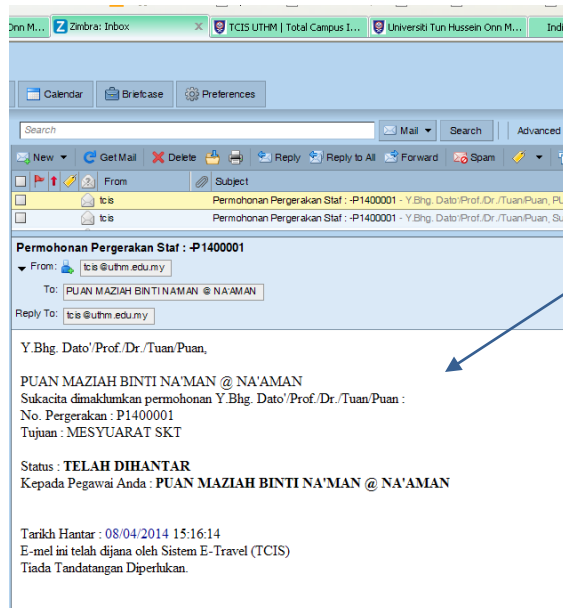 Onn M...
Zimbra: Inbox
TCIS UTHM | Total Campus I...
Universiti Tun Hussein Onn M...
Indi
Calendar
Briefcase
Preferences
Search
Mail
Search
Advanced
New
Get Mail
Delete
Reply
Reply to All
Forward
Spam
From
Subject
tcis
Permohonan Pergerakan Staf : -P1400001 - Y.Bhg. Dato'/Prof./Dr./Tuan/Puan, PU
tcis
Permohonan Pergerakan Staf : -P1400001 - Y.Bhg. Dato'/Prof./Dr./Tuan/Puan, Su
Permohonan Pergerakan Staf : -P1400001
From: tcis@uthm.edu.my
To: PUAN MAZIAH BINTI NA'MAN @ NA'AMAN
Reply To: tcis@uthm.edu.my
Y.Bhg. Dato'/Prof./Dr./Tuan/Puan,
PUAN MAZIAH BINTI NA'MAN @ NA'AMAN
Sukacita dimaklumkan permohonan Y.Bhg. Dato'/Prof./Dr./Tuan/Puan :
No. Pergerakan : P1400001
Tujuan : MESYUARAT SKT
Status : TELAH DIHANTAR
Kepada Pegawai Anda : PUAN MAZIAH BINTI NA'MAN @ NA'AMAN
Tarikh Hantar : 08/04/2014 15:16:14
E-mel ini telah dijana oleh Sistem E-Travel (TCIS)
Tiada Tandatangan Diperlukan.